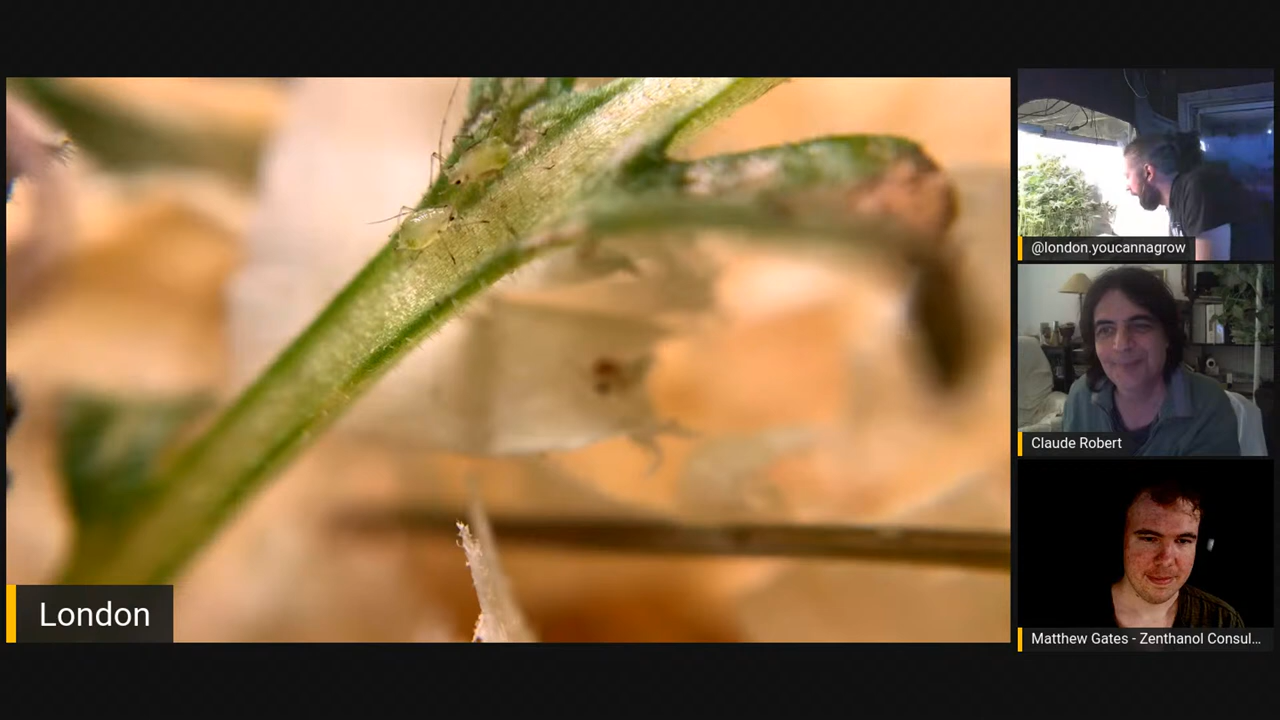 London
@london.youcannagrow
Claude Robert
Matthew Gates - Zenthanol Consul...